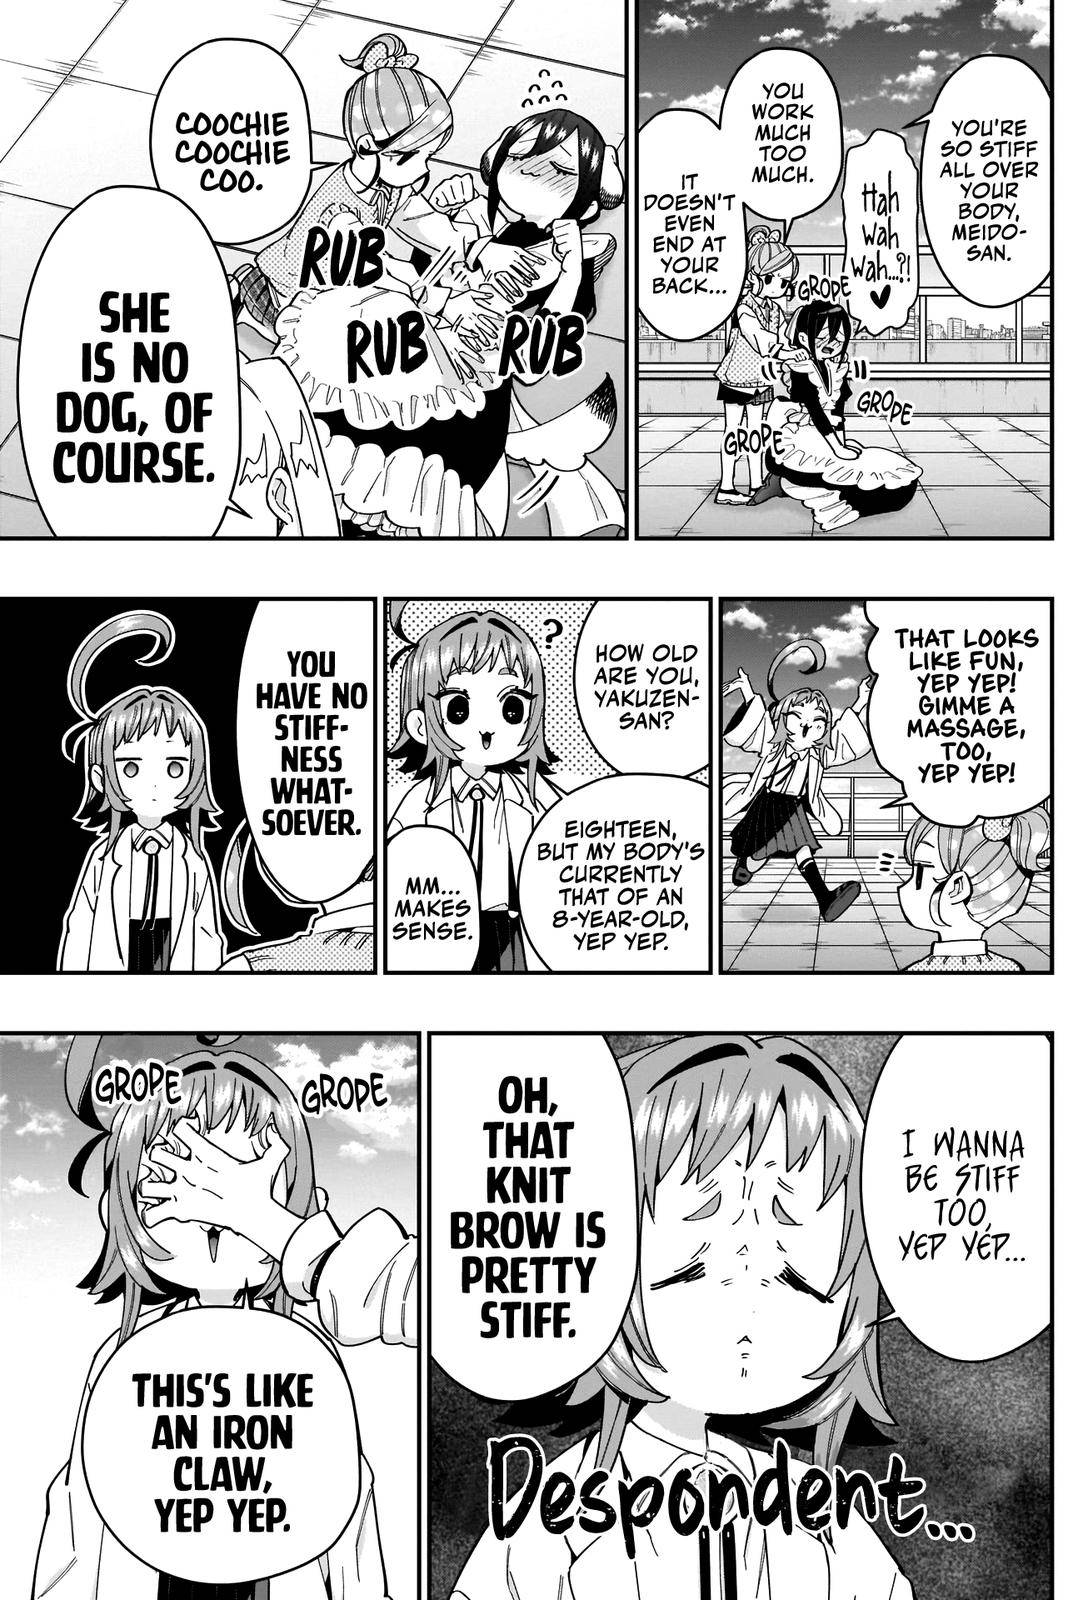 YOU'RE
SO STIFF
ALL OVER
YOUR
BODY,
MEIDO-
SAN.
Hah
wah
wah...?!
YOU
WORK
MUCH
TOO
MUCH.
IT
DOESN'T
EVEN
END AT
YOUR
BACK...
GROPE
GROPE
GROPE
COOCHIE
COOCHIE
COO.
RUB
RUB
RUB
SHE
IS NO
DOG, OF
COURSE.
THAT LOOKS
LIKE FUN,
YEP YEP!
GIMME A
MASSAGE,
TOO,
YEP YEP!
HOW OLD
ARE YOU,
YAKUZEN-
SAN?
?
EIGHTEEN,
BUT MY BODY'S
CURRENTLY
THAT OF AN
8-YEAR-OLD,
YEP YEP.
MM...
MAKES
SENSE.
YOU
HAVE NO
STIFF-
NESS
WHAT-
SOEVER.
I WANNA
BE STIFF
TOO,
YEP YEP...
OH,
THAT
KNIT
BROW IS
PRETTY
STIFF.
Despondent...
GROPE
GROPE
THIS'S LIKE
AN IRON
CLAW,
YEP YEP.